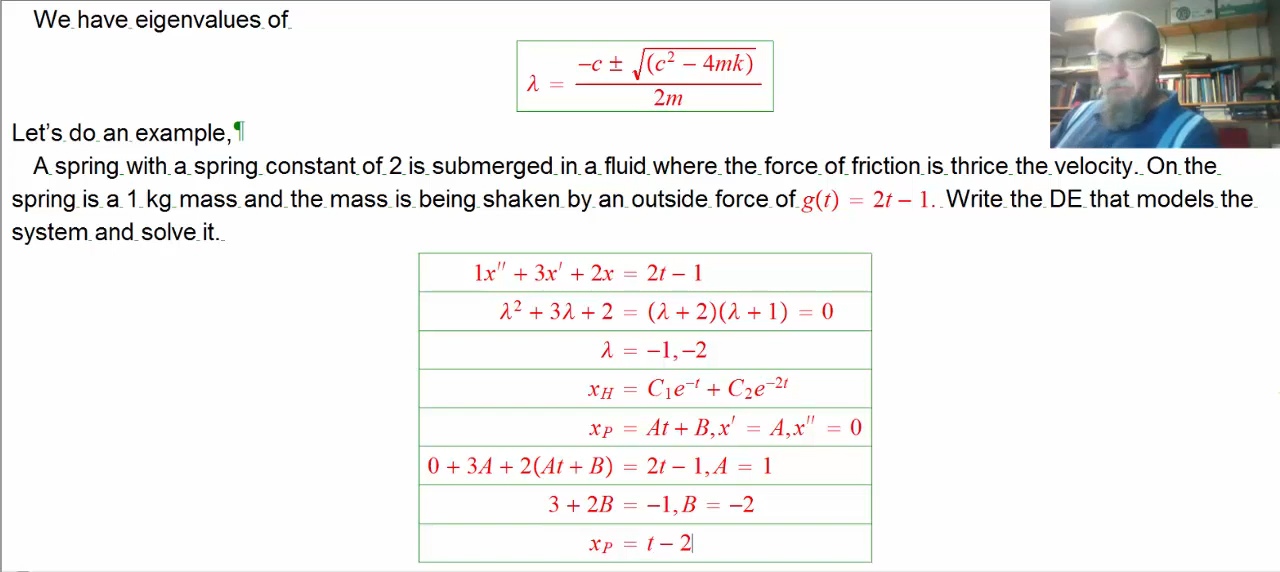 We have eigenvalues of
λ = (−c ± √(c² − 4mk)) / 2m
Let's do an example,¶
A spring with a spring constant of 2 is submerged in a fluid where the force of friction is thrice the velocity. On the
spring is a 1 kg mass and the mass is being shaken by an outside force of g(t) = 2t − 1. Write the DE that models the
system and solve it.
1x′′ + 3x′ + 2x = 2t − 1
λ² + 3λ + 2 = (λ + 2)(λ + 1) = 0
λ = −1, −2
x_H = C₁e^{−t} + C₂e^{−2t}
x_P = At + B, x′ = A, x′′ = 0
0 + 3A + 2(At + B) = 2t − 1, A = 1
3 + 2B = −1, B = −2
x_P = t − 2